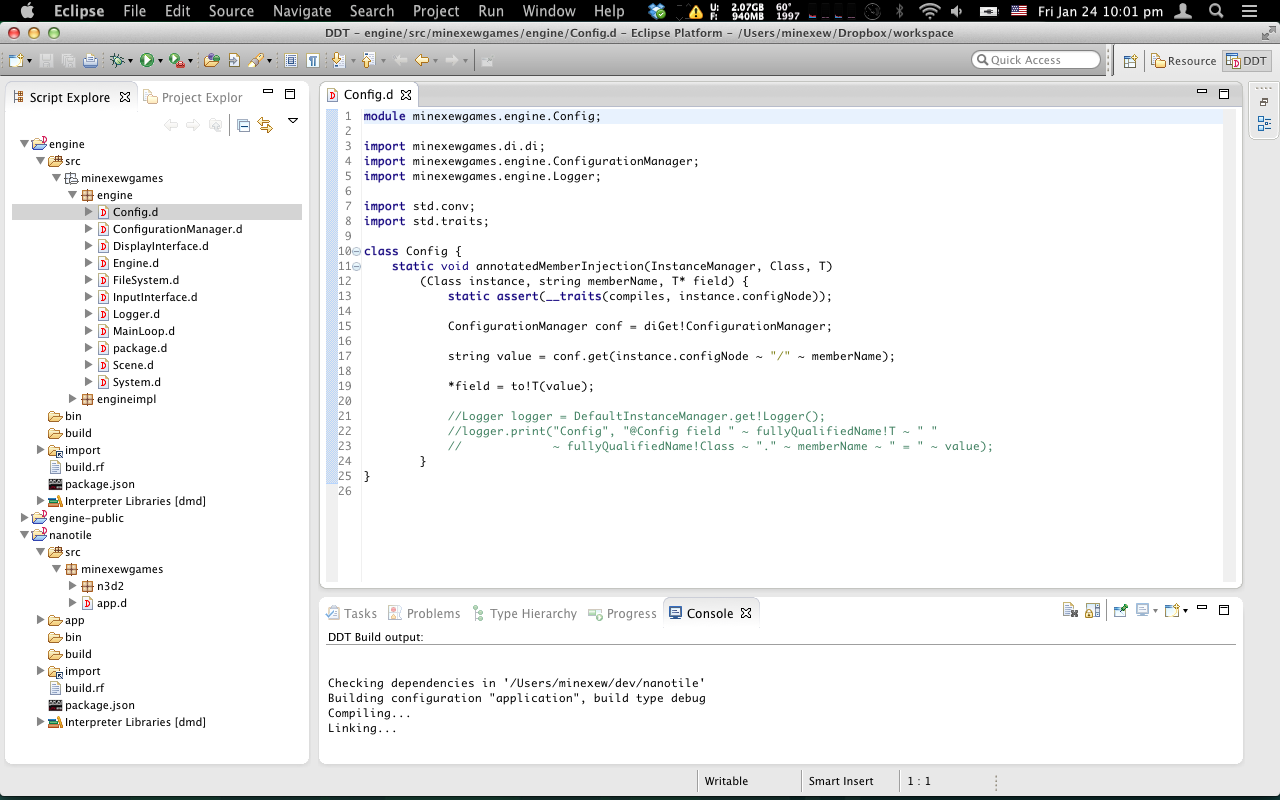 Eclipse File Edit Source Navigate Search Project Run Window Help U: 2.07GB 60° Fri Jan 24 10:01 pm
F: 940MB 1997
DDT – engine/src/minexewgames/engine/Config.d – Eclipse Platform – /Users/minexew/Dropbox/workspace
Quick Access Resource DDT
Script Explore Project Explor
engine
src
minexewgames
engine
Config.d
ConfigurationManager.d
DisplayInterface.d
Engine.d
FileSystem.d
InputInterface.d
Logger.d
MainLoop.d
package.d
Scene.d
System.d
engineimpl
bin
build
import
build.rf
package.json
Interpreter Libraries [dmd]
engine-public
nanotile
src
minexewgames
n3d2
app.d
app
bin
build
import
build.rf
package.json
Interpreter Libraries [dmd]
Config.d
1 module minexewgames.engine.Config;
2
3 import minexewgames.di.di;
4 import minexewgames.engine.ConfigurationManager;
5 import minexewgames.engine.Logger;
6
7 import std.conv;
8 import std.traits;
9
10 class Config {
11     static void annotatedMemberInjection(InstanceManager, Class, T)
12         (Class instance, string memberName, T* field) {
13             static assert(__traits(compiles, instance.configNode));
14
15             ConfigurationManager conf = diGet!ConfigurationManager;
16
17             string value = conf.get(instance.configNode ~ "/" ~ memberName);
18
19             *field = to!T(value);
20
21             //Logger logger = DefaultInstanceManager.get!Logger();
22             //logger.print("Config", "@Config field " ~ fullyQualifiedName!T ~ " "
23             //             ~ fullyQualifiedName!Class ~ "." ~ memberName ~ " = " ~ value);
24         }
25 }
26
Tasks Problems Type Hierarchy Progress Console
DDT Build output:
Checking dependencies in '/Users/minexew/dev/nanotile'
Building configuration "application", build type debug
Compiling...
Linking...
Writable Smart Insert 1 : 1